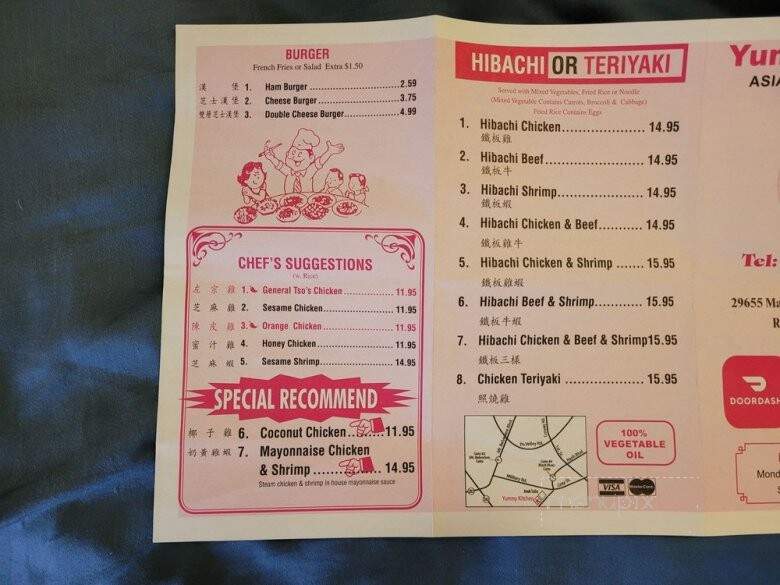 BURGER
French Fries or Salad Extra $1.50
漢 堡 1. Ham Burger 2.59
芝士漢堡 2. Cheese Burger 3.75
雙層芝士漢堡 3. Double Cheese Burger 4.99
CHEF'S SUGGESTIONS
(w. Rice)
左宗雞 1. General Tso's Chicken 11.95
芝麻雞 2. Sesame Chicken 11.95
陳皮雞 3. Orange Chicken 11.95
蜜汁雞 4. Honey Chicken 11.95
芝麻蝦 5. Sesame Shrimp 14.95
SPECIAL RECOMMEND
椰子雞 6. Coconut Chicken 11.95
奶黃雞蝦 7. Mayonnaise Chicken
& Shrimp 14.95
Steam chicken & shrimp in house mayonnaise sauce
HIBACHI OR TERIYAKI
Served with Mixed Vegetables, Fried Rice or Noodle
(Mixed Vegetable Contains Carrots, Broccoli & Cabbage)
Fried Rice Contains Eggs
1. Hibachi Chicken 14.95
鐵板雞
2. Hibachi Beef 14.95
鐵板牛
3. Hibachi Shrimp 14.95
鐵板蝦
4. Hibachi Chicken & Beef 14.95
鐵板雞牛
5. Hibachi Chicken & Shrimp 15.95
鐵板雞蝦
6. Hibachi Beef & Shrimp 15.95
鐵板牛蝦
7. Hibachi Chicken & Beef & Shrimp 15.95
鐵板三樣
8. Chicken Teriyaki 15.95
照燒雞
Yummy Kitchen
100%
VEGETABLE
OIL
VISA
MasterCard
Yum
ASIA
Tel:
29655 Ma
R
DOORDASH
Mond